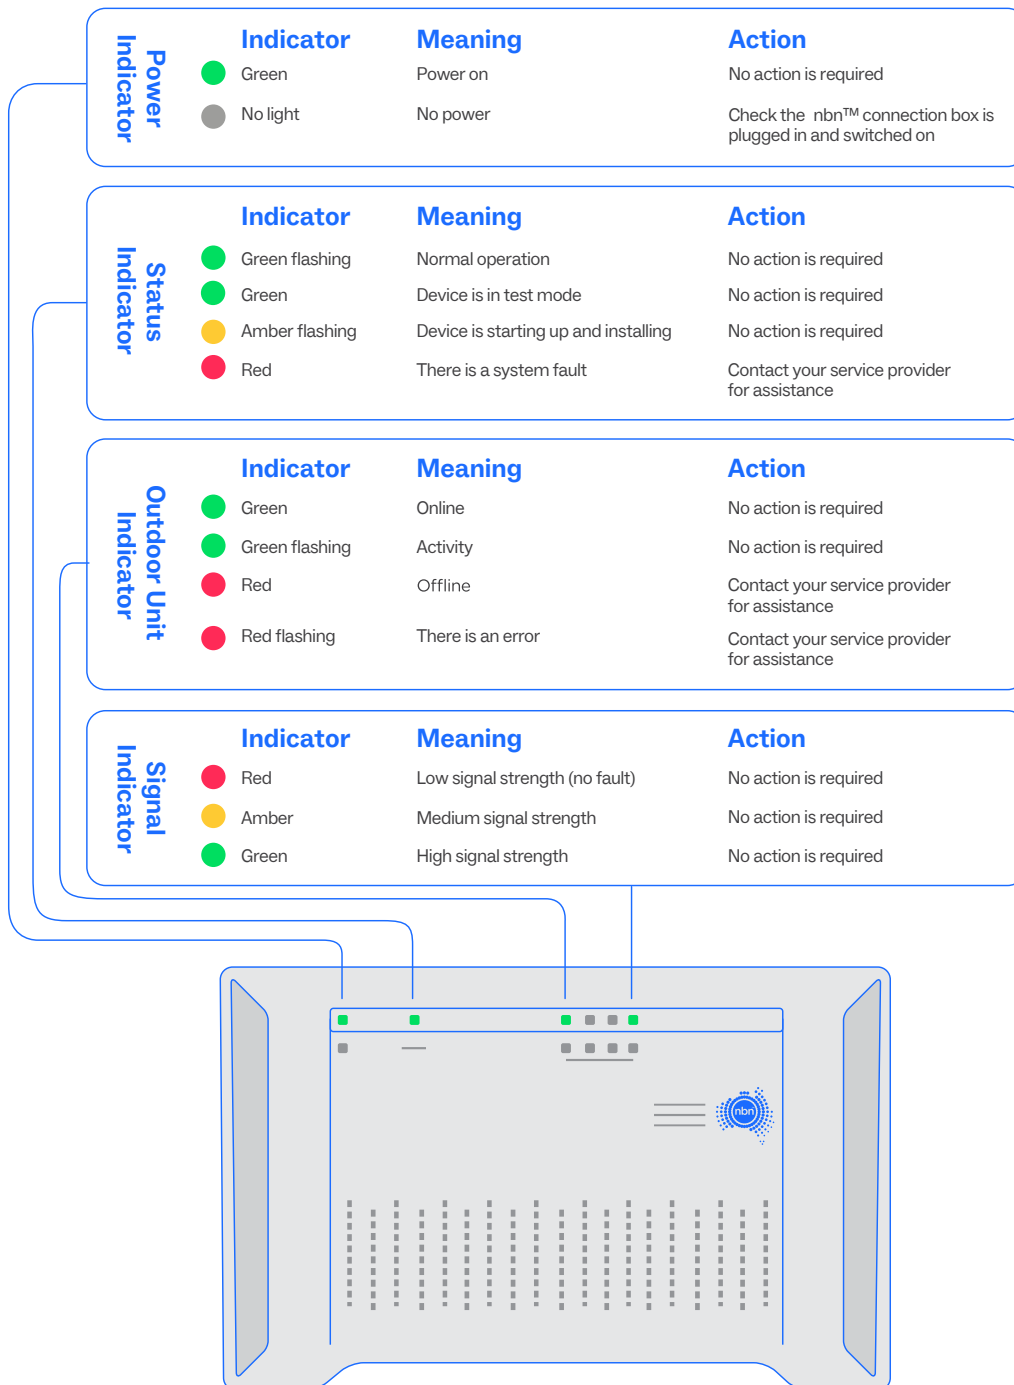 Power
Indicator
Indicator Meaning Action
Green Power on No action is required
No light No power Check the nbn™ connection box is
plugged in and switched on
Status
Indicator
Indicator Meaning Action
Green flashing Normal operation No action is required
Green Device is in test mode No action is required
Amber flashing Device is starting up and installing No action is required
Red There is a system fault Contact your service provider
for assistance
Outdoor Unit
Indicator
Indicator Meaning Action
Green Online No action is required
Green flashing Activity No action is required
Red Offline Contact your service provider
for assistance
Red flashing There is an error Contact your service provider
for assistance
Signal
Indicator
Indicator Meaning Action
Red Low signal strength (no fault) No action is required
Amber Medium signal strength No action is required
Green High signal strength No action is required
nbn